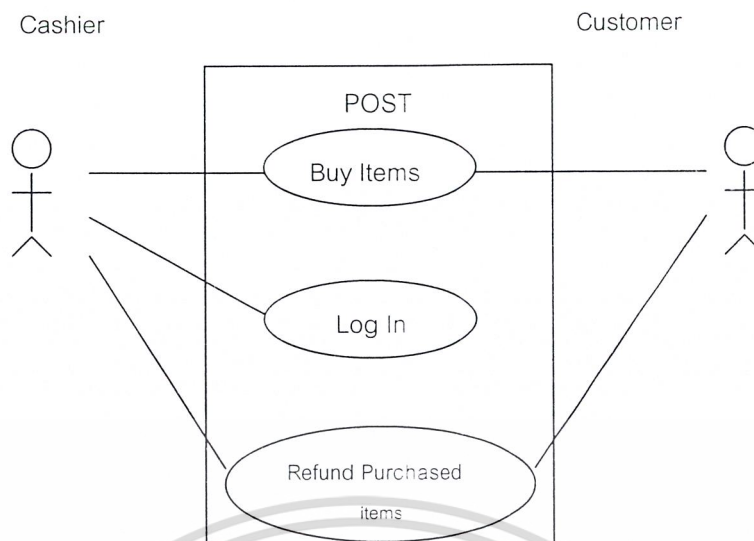 Cashier
Customer
POST
Buy Items
Log In
Refund Purchased
items